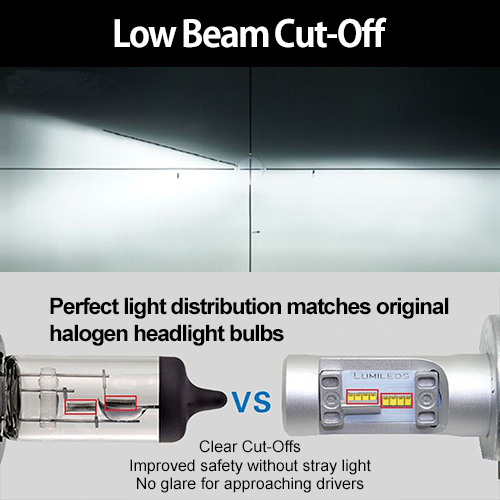 Low Beam Cut-Off
Perfect light distribution matches original
halogen headlight bulbs
LUMILEDS
VS
Clear Cut-Offs
Improved safety without stray light
No glare for approaching drivers